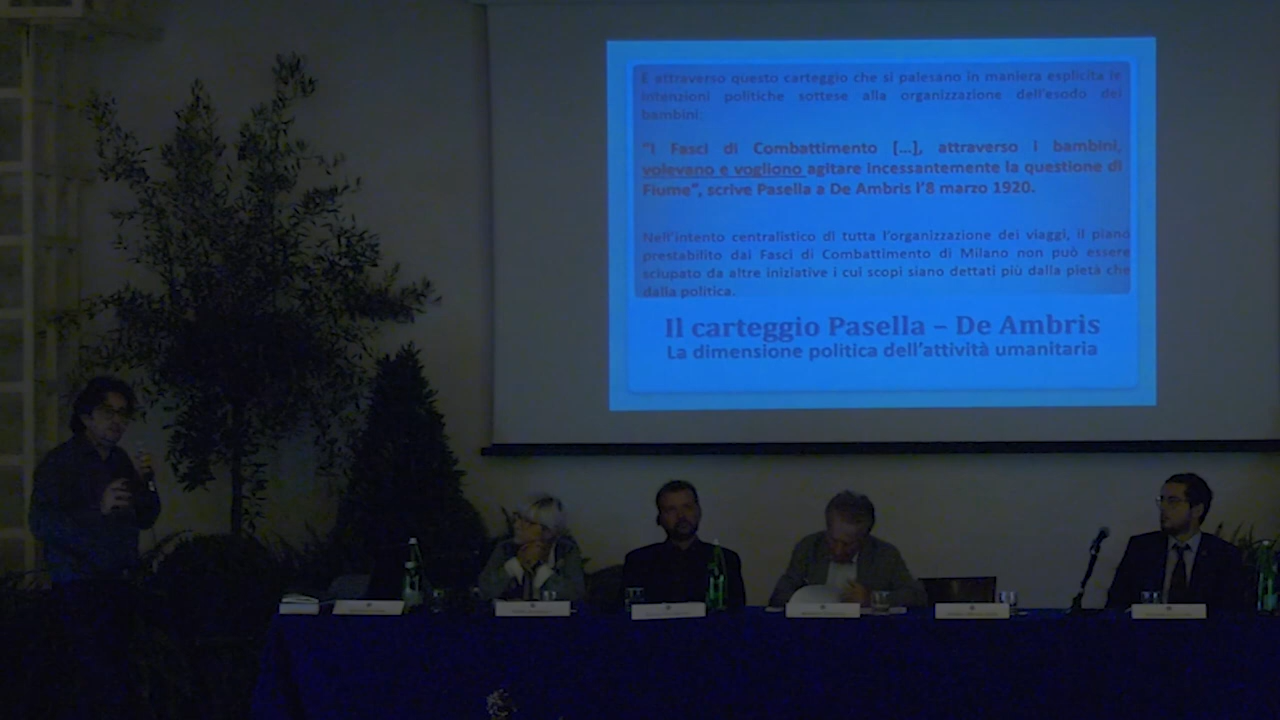 È attraverso questo carteggio che si palesano in maniera esplicita le
intenzioni politiche sottese alla organizzazione dell'esodo dei
bambini:
"I Fasci di Combattimento [...], attraverso i bambini,
volevano e vogliono agitare incessantemente la questione di
Fiume", scrive Pasella a De Ambris l'8 marzo 1920.
Nell'intento centralistico di tutta l'organizzazione dei viaggi, il piano
prestabilito dai Fasci di Combattimento di Milano non può essere
sciupato da altre iniziative i cui scopi siano dettati più dalla pietà che
dalla politica.
Il carteggio Pasella – De Ambris
La dimensione politica dell'attività umanitaria